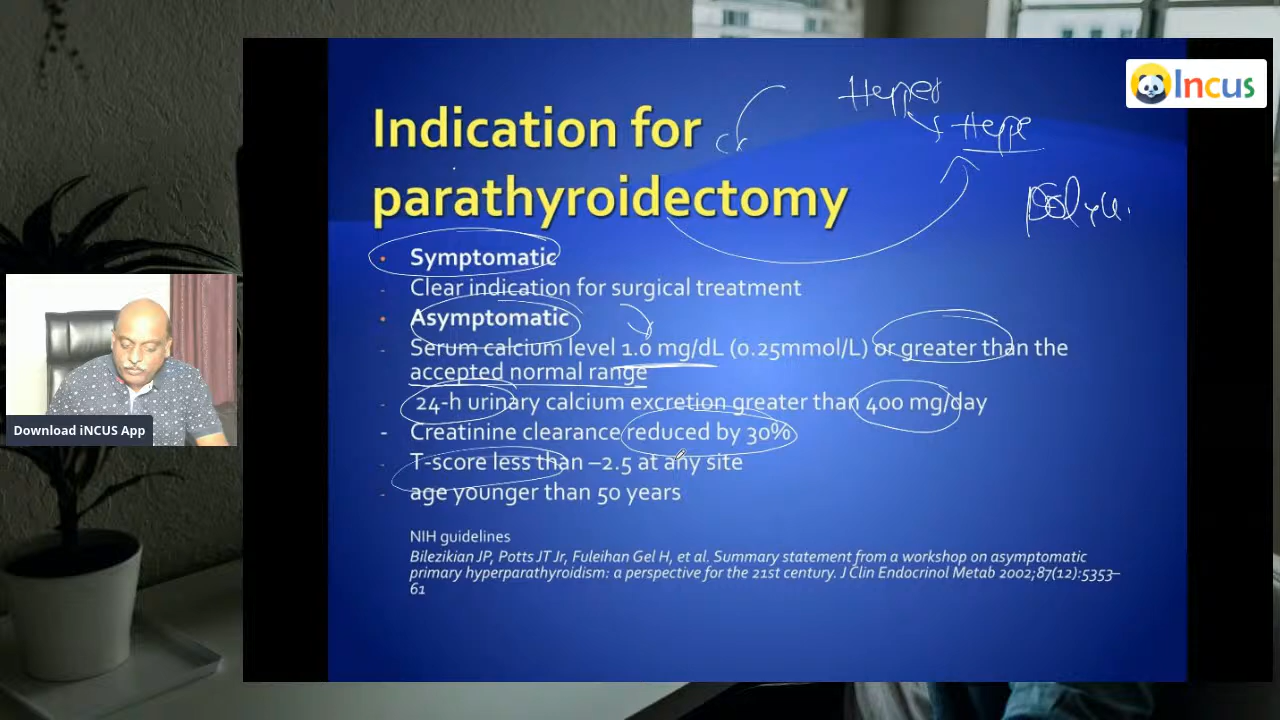 Incus
Indication for
parathyroidectomy
• Symptomatic
- Clear indication for surgical treatment
• Asymptomatic
- Serum calcium level 1.0 mg/dL (0.25mmol/L) or greater than the
accepted normal range
- 24-h urinary calcium excretion greater than 400 mg/day
- Creatinine clearance reduced by 30%
- T-score less than –2.5 at any site
- age younger than 50 years
NIH guidelines
Bilezikian JP, Potts JT Jr, Fuleihan Gel H, et al. Summary statement from a workshop on asymptomatic
primary hyperparathyroidism: a perspective for the 21st century. J Clin Endocrinol Metab 2002;87(12):5353–
61
Download iNCUS App